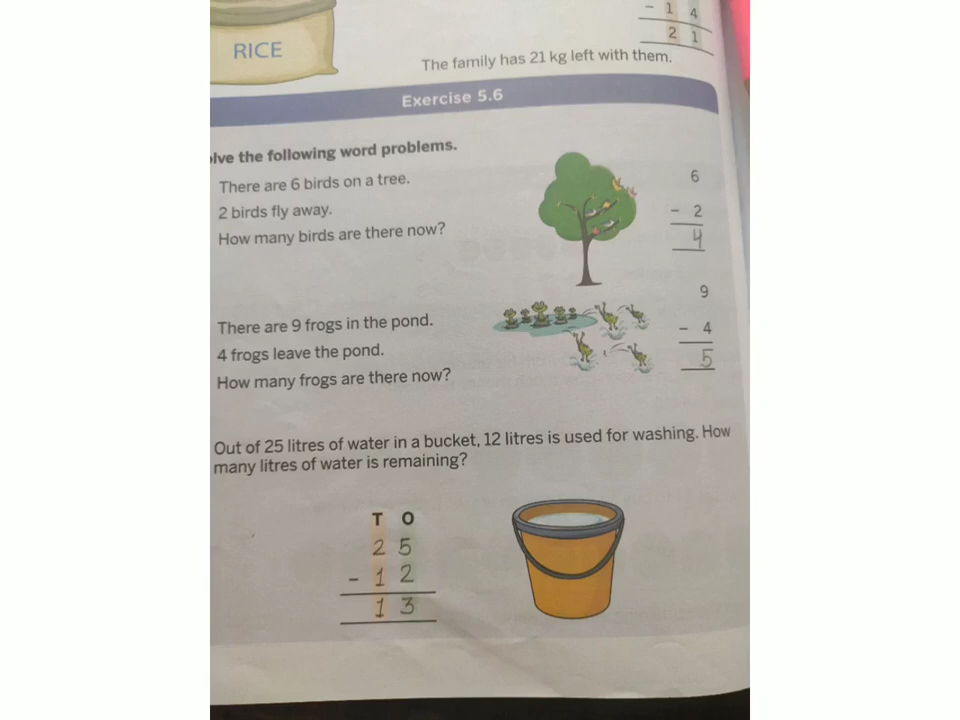 RICE
- 1 4
2 1
The family has 21 kg left with them.
Exercise 5.6
lve the following word problems.
There are 6 birds on a tree.
2 birds fly away.
How many birds are there now?
6
- 2
4
There are 9 frogs in the pond.
4 frogs leave the pond.
How many frogs are there now?
9
- 4
5
Out of 25 litres of water in a bucket, 12 litres is used for washing. How
many litres of water is remaining?
T O
2 5
- 1 2
1 3